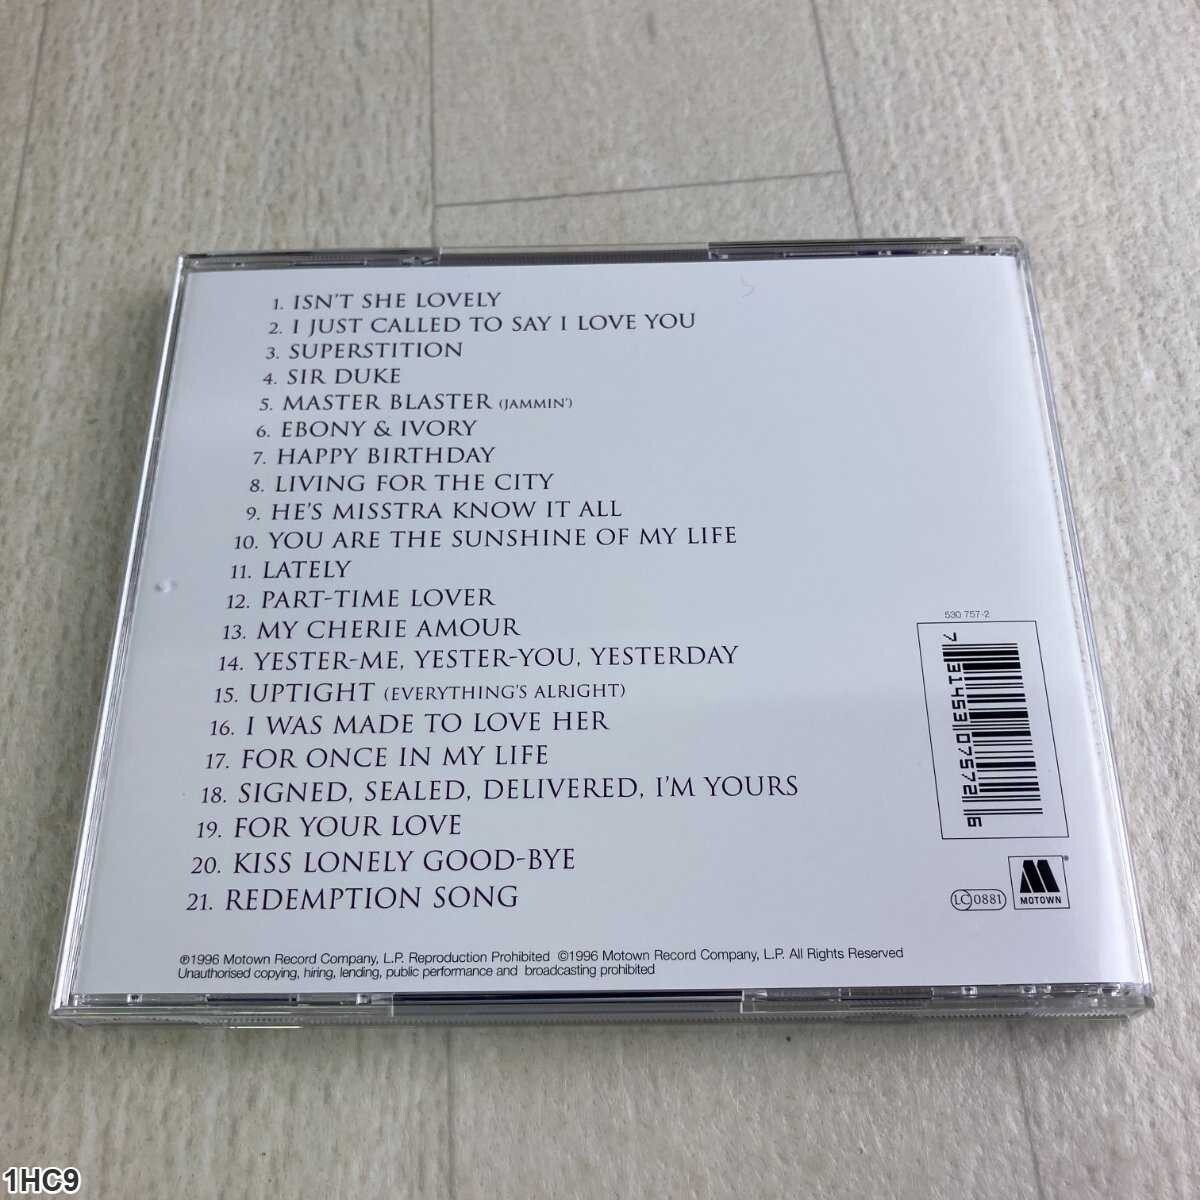 1. ISN'T SHE LOVELY
2. I JUST CALLED TO SAY I LOVE YOU
3. SUPERSTITION
4. SIR DUKE
5. MASTER BLASTER (JAMMIN')
6. EBONY & IVORY
7. HAPPY BIRTHDAY
8. LIVING FOR THE CITY
9. HE'S MISSTRA KNOW IT ALL
10. YOU ARE THE SUNSHINE OF MY LIFE
11. LATELY
12. PART-TIME LOVER
13. MY CHERIE AMOUR
14. YESTER-ME, YESTER-YOU, YESTERDAY
15. UPTIGHT (EVERYTHING'S ALRIGHT)
16. I WAS MADE TO LOVE HER
17. FOR ONCE IN MY LIFE
18. SIGNED, SEALED, DELIVERED, I'M YOURS
19. FOR YOUR LOVE
20. KISS LONELY GOOD-BYE
21. REDEMPTION SONG
530 757-2
7 31453 07572 6
LC 0881
M
MOTOWN
®
℗1996 Motown Record Company, L.P. Reproduction Prohibited ©1996 Motown Record Company, L.P. All Rights Reserved
Unauthorised copying, hiring, lending, public performance and broadcasting prohibited
1HC9